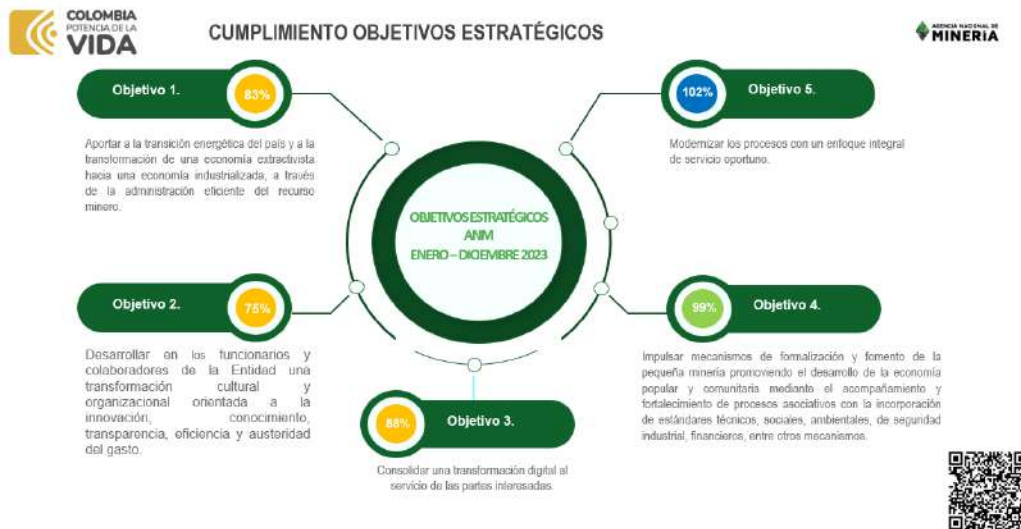 COLOMBIA
POTENCIA DE LA
VIDA
CUMPLIMIENTO OBJETIVOS ESTRATÉGICOS
AGENCIA NACIONAL DE
MINERÍA
Objetivo 1.
83%
Aportar a la transición energética del país y a la
transformación de una economía extractivista
hacia una economía industrializada, a través
de la administración eficiente del recurso
minero.
102%
Objetivo 5.
Modernizar los procesos con un enfoque integral
de servicio oportuno.
OBJETIVOS ESTRATÉGICOS
ANM
ENERO – DICIEMBRE 2023
Objetivo 2.
75%
Desarrollar en los funcionarios y
colaboradores de la Entidad una
transformación cultural y
organizacional orientada a la
innovación, conocimiento,
transparencia, eficiencia y austeridad
del gasto.
99%
Objetivo 4.
Impulsar mecanismos de formalización y fomento de la
pequeña minería promoviendo el desarrollo de la economía
popular y comunitaria mediante el acompañamiento y
fortalecimiento de procesos asociativos con la incorporación
de estándares técnicos, sociales, ambientales, de seguridad
industrial, financieros, entre otros mecanismos.
88%
Objetivo 3.
Consolidar una transformación digital al
servicio de las partes interesadas.